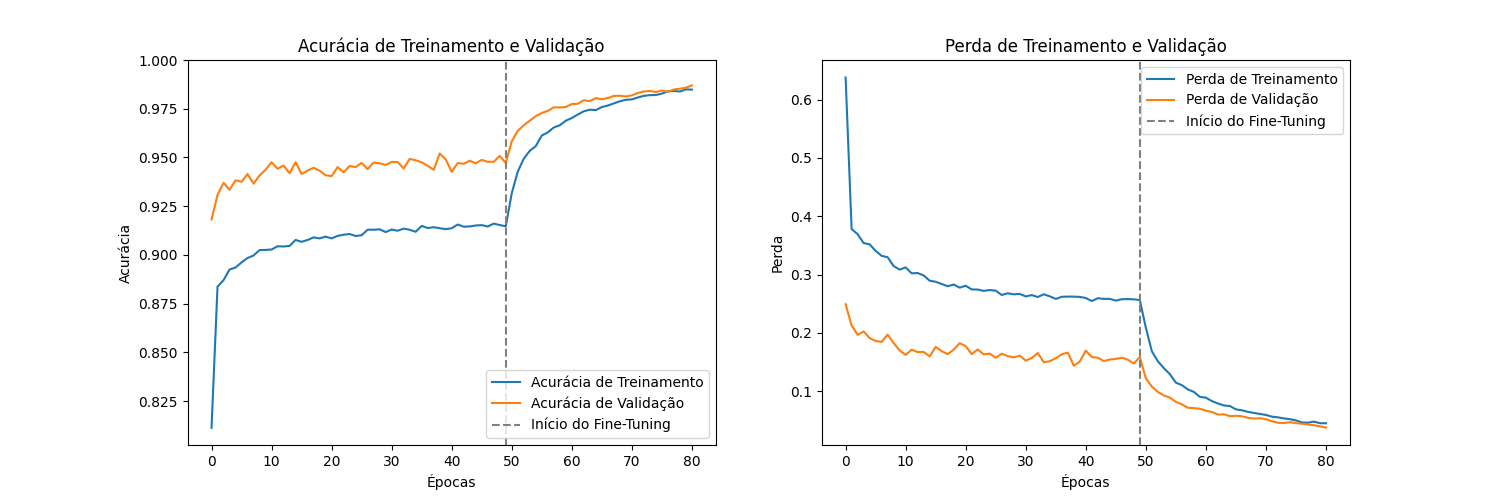 Acurácia de Treinamento e Validação
1.000
0.975
0.950
0.925
0.900
0.875
0.850
0.825
Acurácia
0 10 20 30 40 50 60 70 80
Épocas
Acurácia de Treinamento
Acurácia de Validação
Início do Fine-Tuning
Perda de Treinamento e Validação
0.6
0.5
0.4
0.3
0.2
0.1
Perda
0 10 20 30 40 50 60 70 80
Épocas
Perda de Treinamento
Perda de Validação
Início do Fine-Tuning